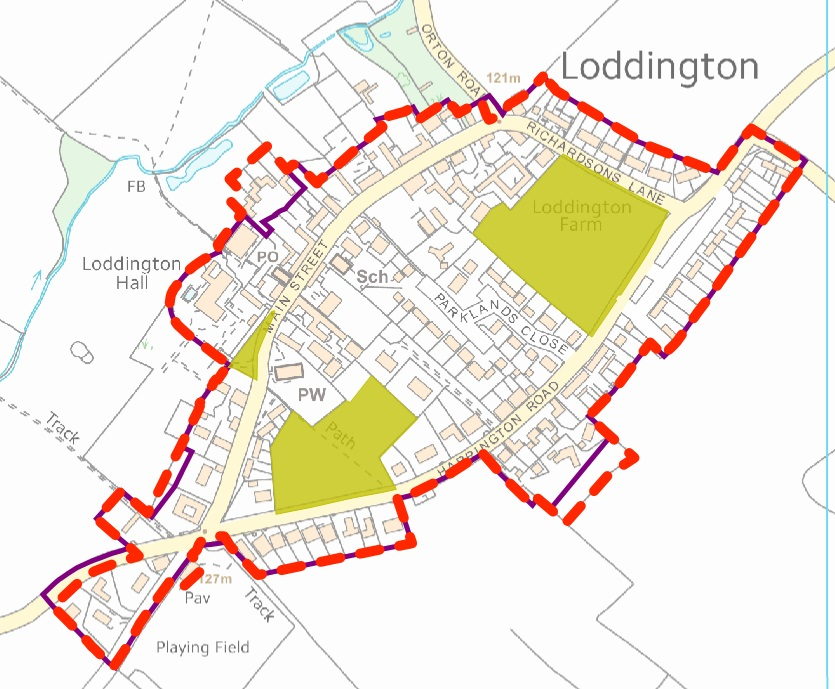 ORTON ROAD
121m
Loddington
RICHARDSONS LANE
FB
Loddington
Farm
PO
Loddington
Hall
Sch
MAIN STREET
PARKLANDS CLOSE
PW
HARRINGTON ROAD
Path
Track
127m
Pav
Track
Playing Field